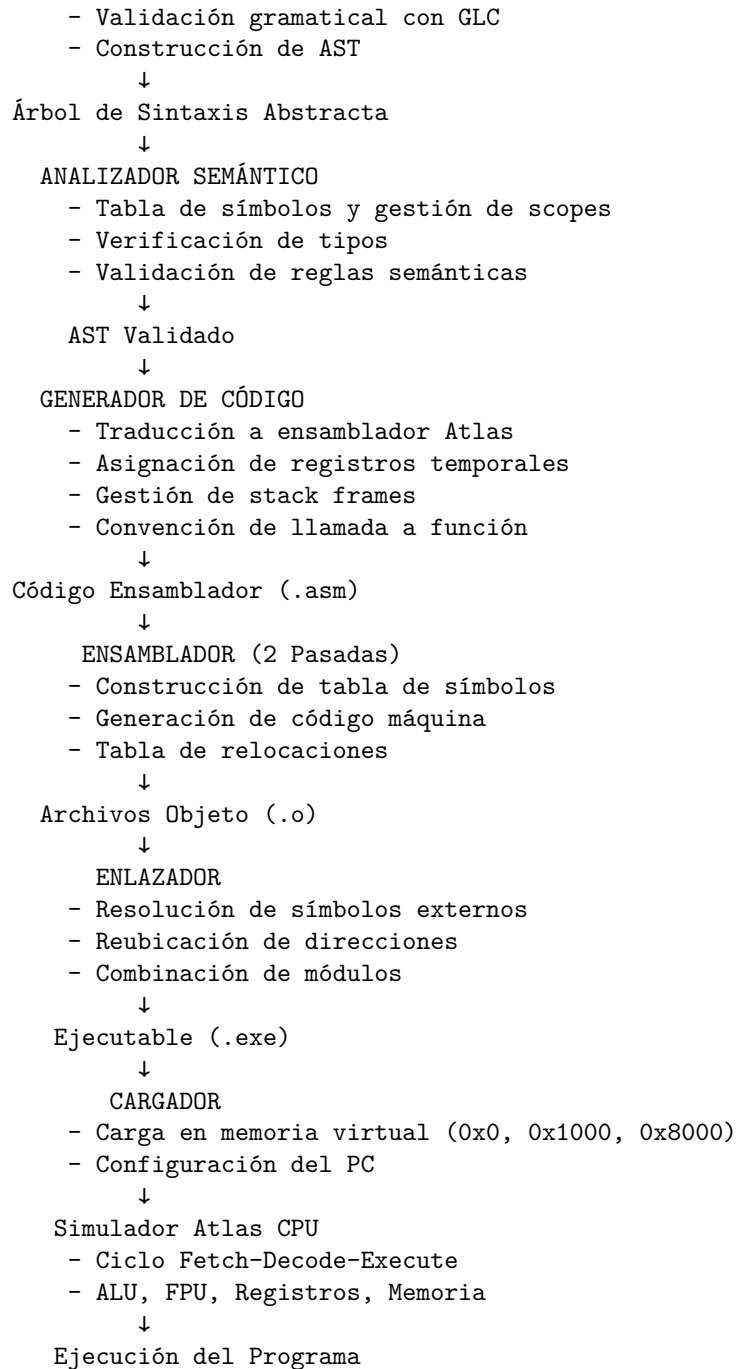 - Validación gramatical con GLC
- Construcción de AST
↓
Árbol de Sintaxis Abstracta
↓
ANALIZADOR SEMÁNTICO
- Tabla de símbolos y gestión de scopes
- Verificación de tipos
- Validación de reglas semánticas
↓
AST Validado
↓
GENERADOR DE CÓDIGO
- Traducción a ensamblador Atlas
- Asignación de registros temporales
- Gestión de stack frames
- Convención de llamada a función
↓
Código Ensamblador (.asm)
↓
ENSAMBLADOR (2 Pasadas)
- Construcción de tabla de símbolos
- Generación de código máquina
- Tabla de relocaciones
↓
Archivos Objeto (.o)
↓
ENLAZADOR
- Resolución de símbolos externos
- Reubicación de direcciones
- Combinación de módulos
↓
Ejecutable (.exe)
↓
CARGADOR
- Carga en memoria virtual (0x0, 0x1000, 0x8000)
- Configuración del PC
↓
Simulador Atlas CPU
- Ciclo Fetch-Decode-Execute
- ALU, FPU, Registros, Memoria
↓
Ejecución del Programa